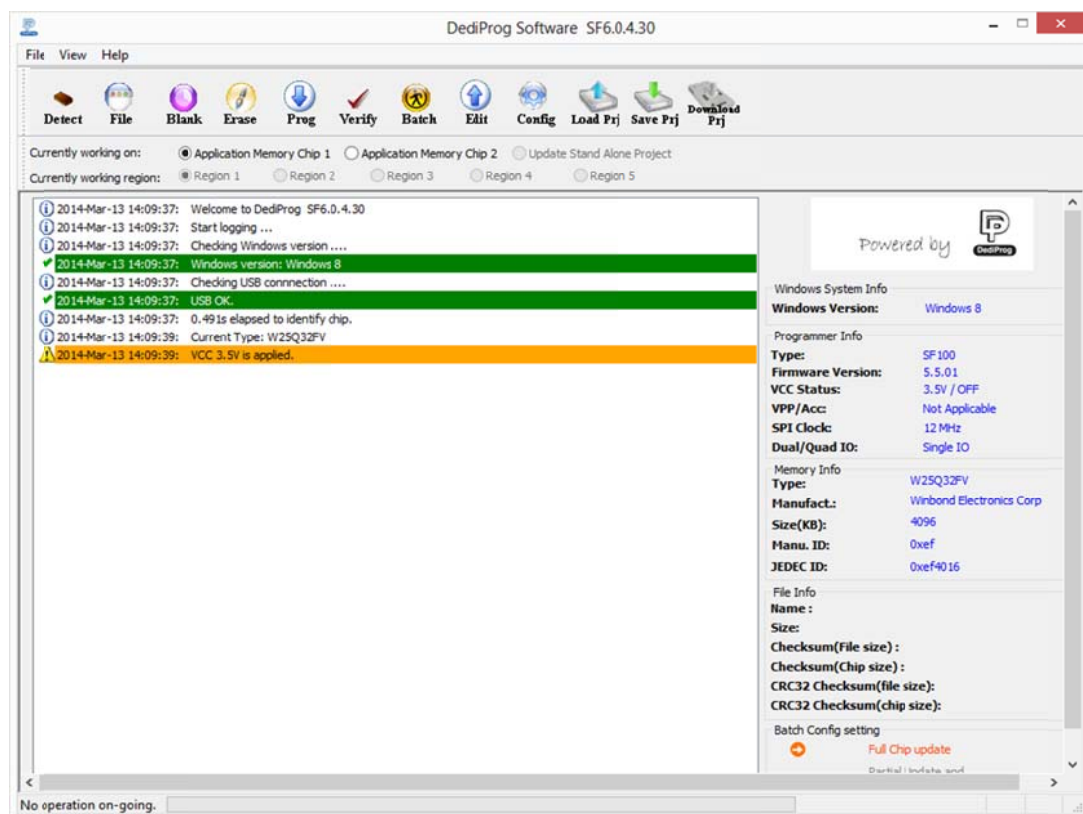 DediProg Software SF6.0.4.30
File View Help
Detect File Blank Erase Prog Verify Batch Edit Config Load Prj Save Prj Download Prj
Currently working on: Application Memory Chip 1 Application Memory Chip 2 Update Stand Alone Project
Currently working region: Region 1 Region 2 Region 3 Region 4 Region 5
2014-Mar-13 14:09:37: Welcome to DediProg SF6.0.4.30
2014-Mar-13 14:09:37: Start logging ...
2014-Mar-13 14:09:37: Checking Windows version ....
2014-Mar-13 14:09:37: Windows version: Windows 8
2014-Mar-13 14:09:37: Checking USB connnection ....
2014-Mar-13 14:09:37: USB OK.
2014-Mar-13 14:09:37: 0.491s elapsed to identify chip.
2014-Mar-13 14:09:39: Current Type: W25Q32FV
2014-Mar-13 14:09:39: VCC 3.5V is applied.
Powered by DediProg
Windows System Info
Windows Version: Windows 8
Programmer Info
Type: SF100
Firmware Version: 5.5.01
VCC Status: 3.5V / OFF
VPP/Acc: Not Applicable
SPI Clock: 12 MHz
Dual/Quad IO: Single IO
Memory Info
Type: W25Q32FV
Manufact.: Winbond Electronics Corp
Size(KB): 4096
Manu. ID: 0xef
JEDEC ID: 0xef4016
File Info
Name :
Size:
Checksum(File size) :
Checksum(Chip size) :
CRC32 Checksum(file size):
CRC32 Checksum(chip size):
Batch Config setting
Full Chip update
Partial Update and
No operation on-going.